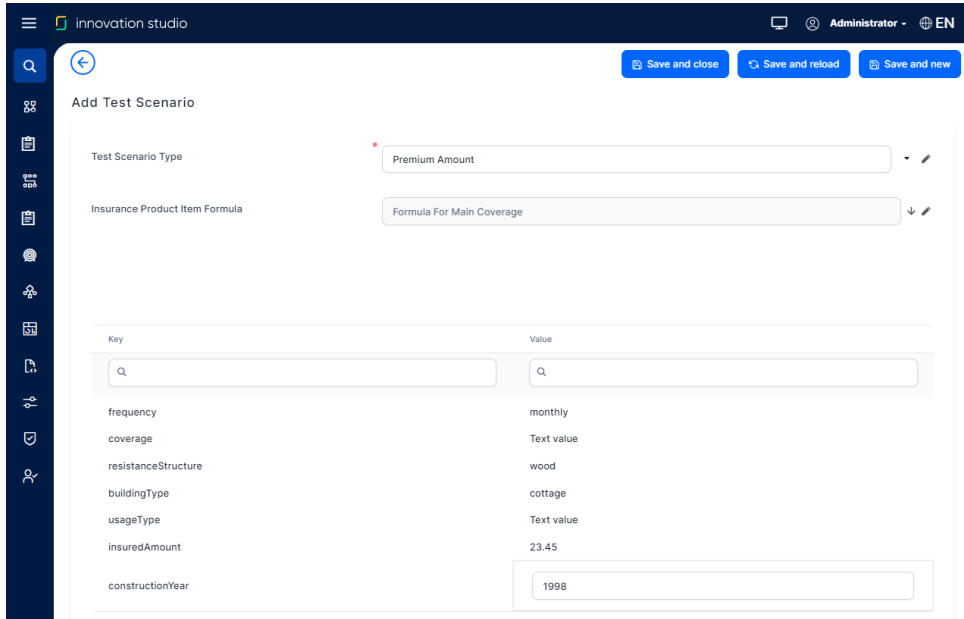 innovation studio
Administrator
EN
Save and close
Save and reload
Save and new
Add Test Scenario
Test Scenario Type
Premium Amount
Insurance Product Item Formula
Formula For Main Coverage
Key Value
frequency monthly
coverage Text value
resistanceStructure wood
buildingType cottage
usageType Text value
insuredAmount 23.45
constructionYear 1998